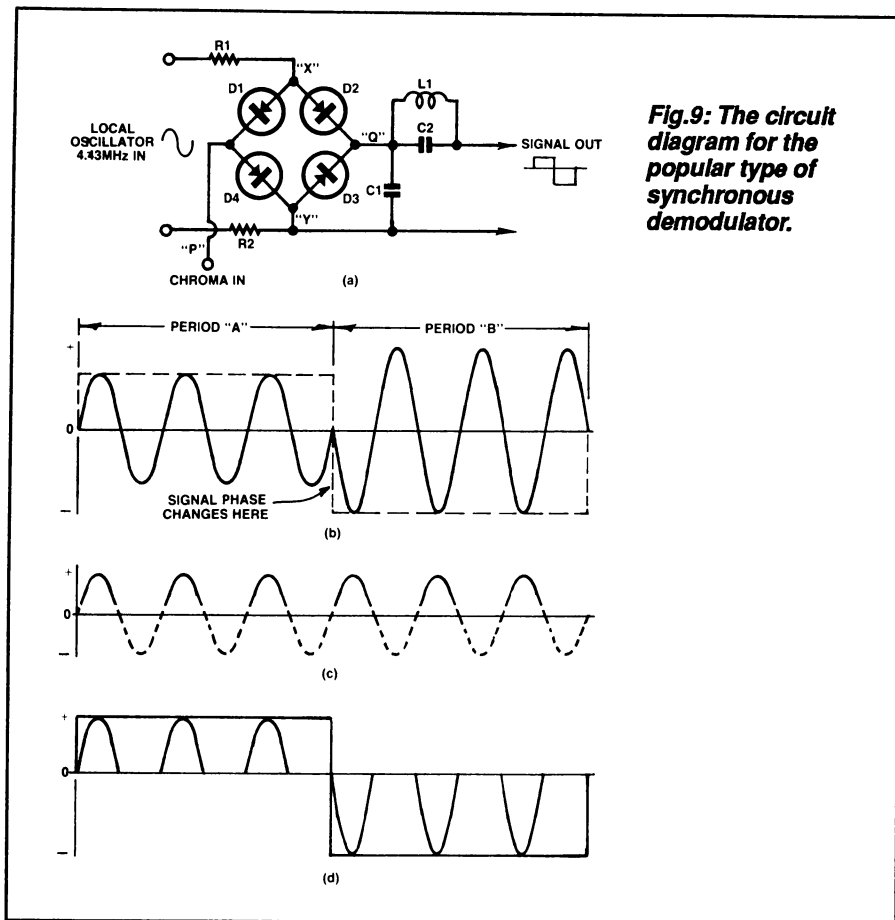 R1
"X"
D1
D2
L1
LOCAL
OSCILLATOR
4.43MHz IN
"Q"
C2
SIGNAL OUT
D4
D3
C1
"Y"
"P"
R2
CHROMA IN
(a)
Fig.9: The circuit
diagram for the
popular type of
synchronous
demodulator.
PERIOD "A"
PERIOD "B"
+
0
—
SIGNAL PHASE
CHANGES HERE
(b)
+
0
—
(c)
+
0
—
(d)